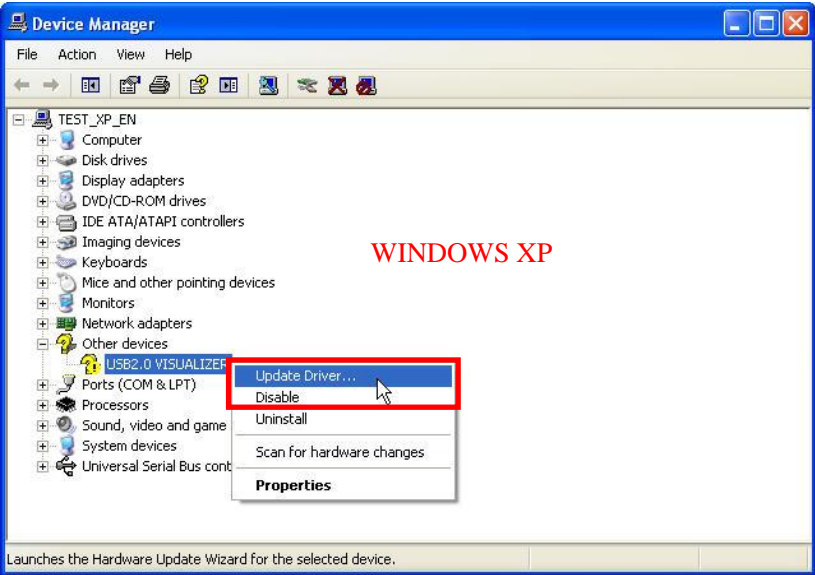 Device Manager
File Action View Help
TEST_XP_EN
Computer
Disk drives
Display adapters
DVD/CD-ROM drives
IDE ATA/ATAPI controllers
Imaging devices
WINDOWS XP
Keyboards
Mice and other pointing devices
Monitors
Network adapters
Other devices
USB2.0 VISUALIZER
Ports (COM & LPT)
Processors
Sound, video and game
System devices
Universal Serial Bus cont
Update Driver...
Disable
Uninstall
Scan for hardware changes
Properties
Launches the Hardware Update Wizard for the selected device.